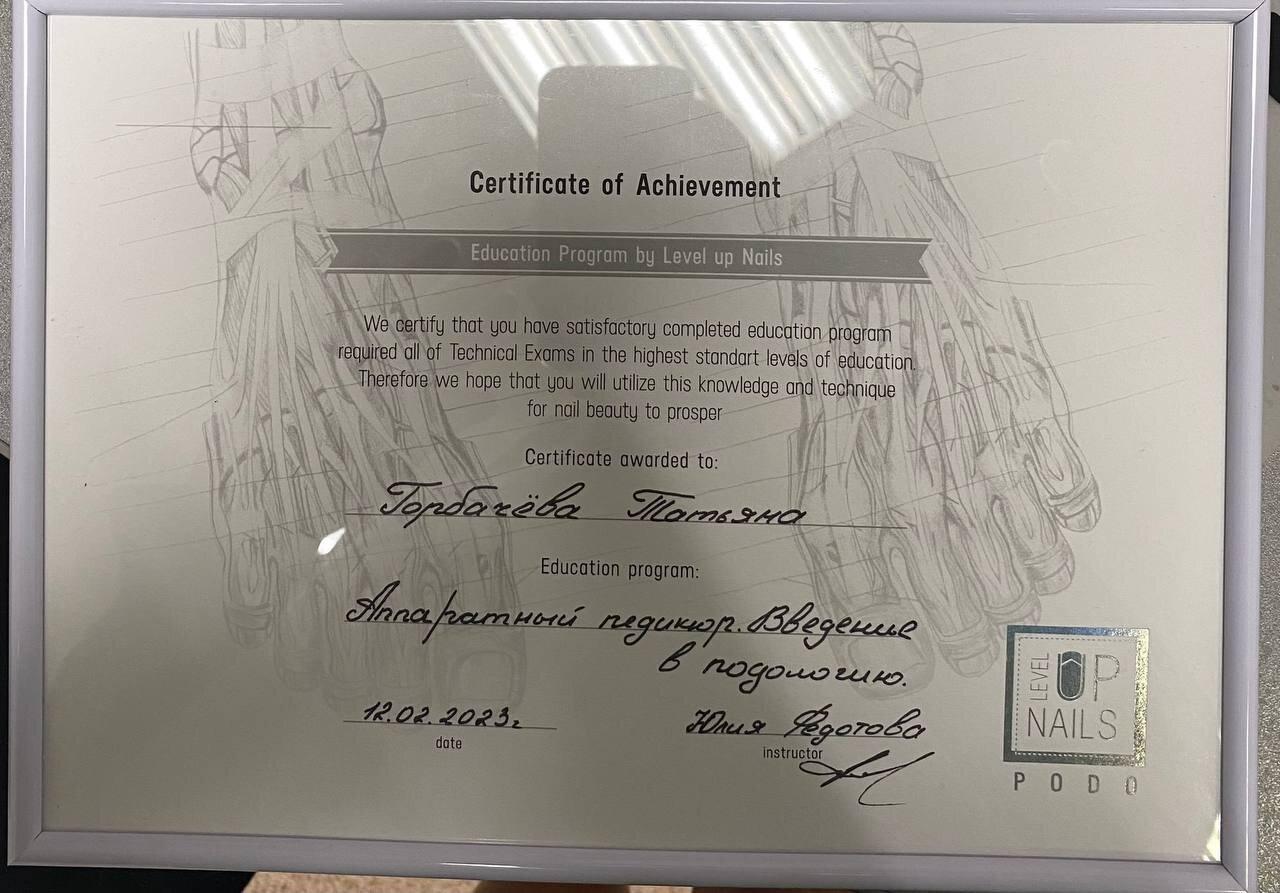 Certificate of Achievement
Education Program by Level up Nails
We certify that you have satisfactory completed education program
required all of Technical Exams in the highest standart levels of education.
Therefore we hope that you will utilize this knowledge and technique
for nail beauty to prosper
Certificate awarded to:
Горбачёва Татьяна
Education program:
Аппаратный педикюр. Введение
в подологию.
12.02.2023г
date
Юлия Федотова
instructor
LEVEL UP
NAILS
PODO